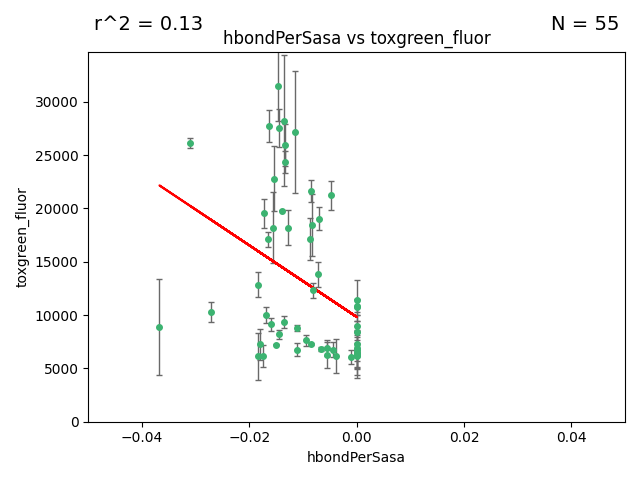 r^2 = 0.13
N = 55
hbondPerSasa vs toxgreen_fluor
30000
25000
20000
15000
10000
5000
0
toxgreen_fluor
−0.04
−0.02
0.00
0.02
0.04
hbondPerSasa